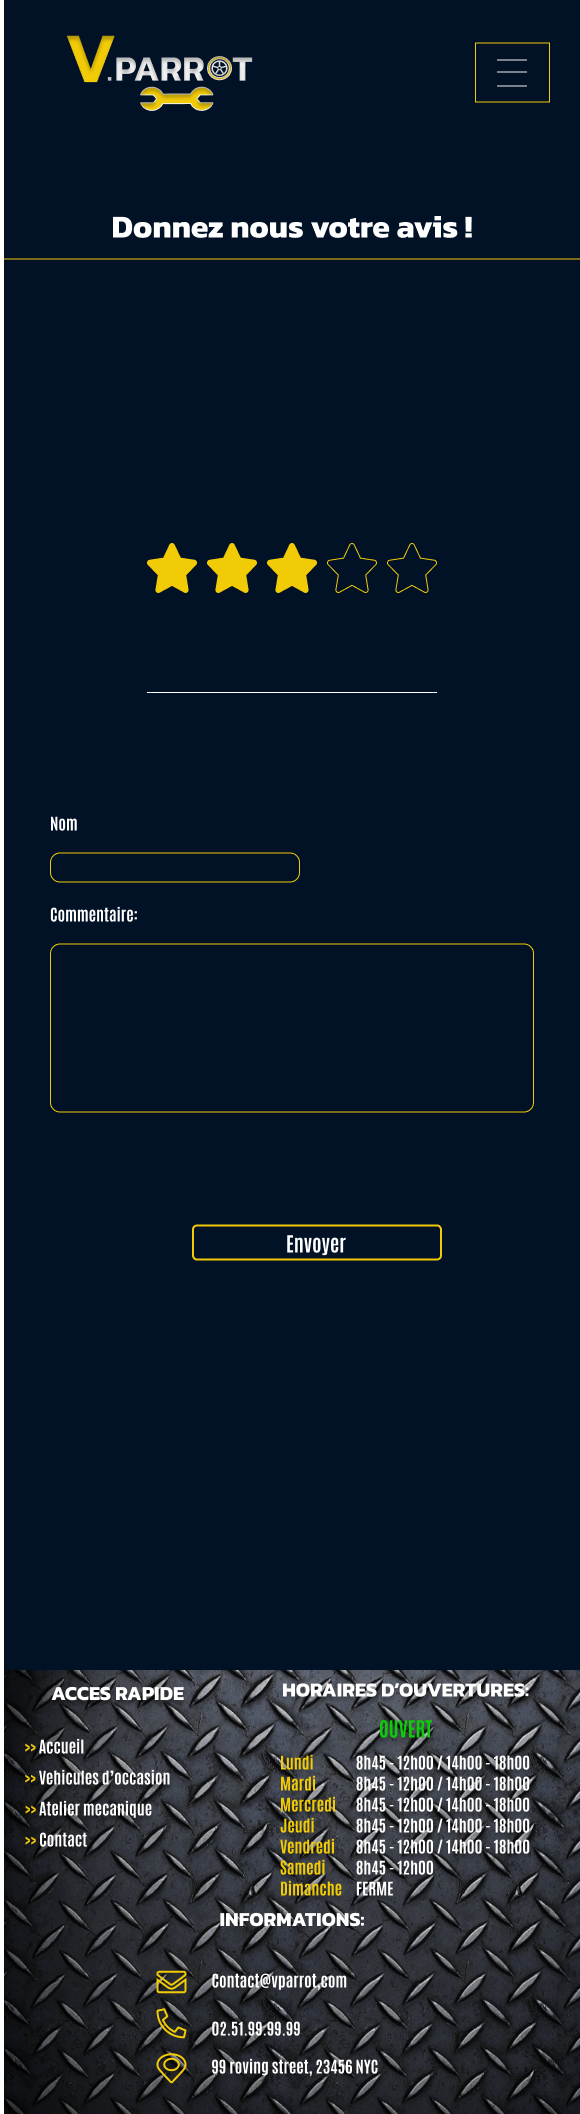 V.PARROT
Donnez nous votre avis !
Nom
Commentaire:
Envoyer
ACCES RAPIDE
>> Accueil
>> Vehicules d’occasion
>> Atelier mecanique
>> Contact
HORAIRES D’OUVERTURES:
OUVERT
Lundi 8h45 - 12h00 / 14h00 - 18h00
Mardi 8h45 - 12h00 / 14h00 - 18h00
Mercredi 8h45 - 12h00 / 14h00 - 18h00
Jeudi 8h45 - 12h00 / 14h00 - 18h00
Vendredi 8h45 - 12h00 / 14h00 - 18h00
Samedi 8h45 - 12h00
Dimanche FERME
INFORMATIONS:
Contact@vparrot,com
02.51.99.99.99
99 roving street, 23456 NYC